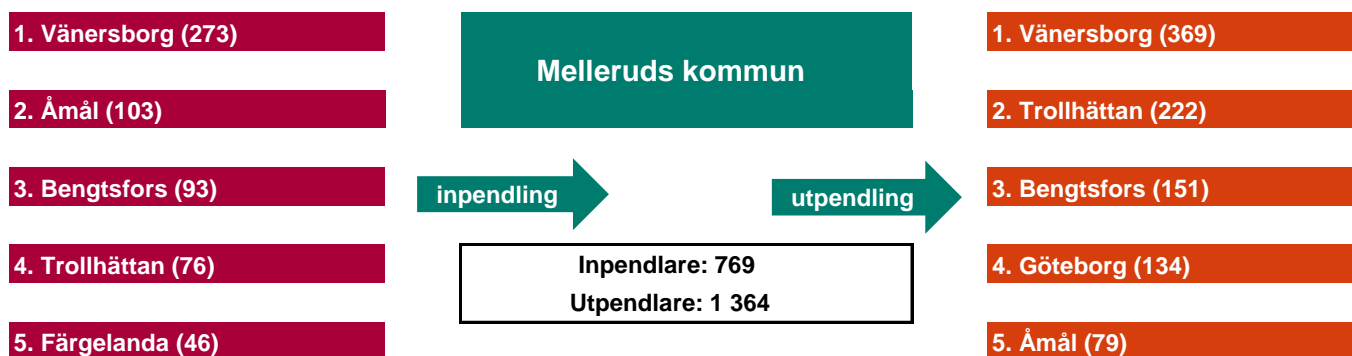 1. Vänersborg (273)
2. Åmål (103)
3. Bengtsfors (93)
4. Trollhättan (76)
5. Färgelanda (46)
Melleruds kommun
inpendling
utpendling
Inpendlare: 769
Utpendlare: 1 364
1. Vänersborg (369)
2. Trollhättan (222)
3. Bengtsfors (151)
4. Göteborg (134)
5. Åmål (79)